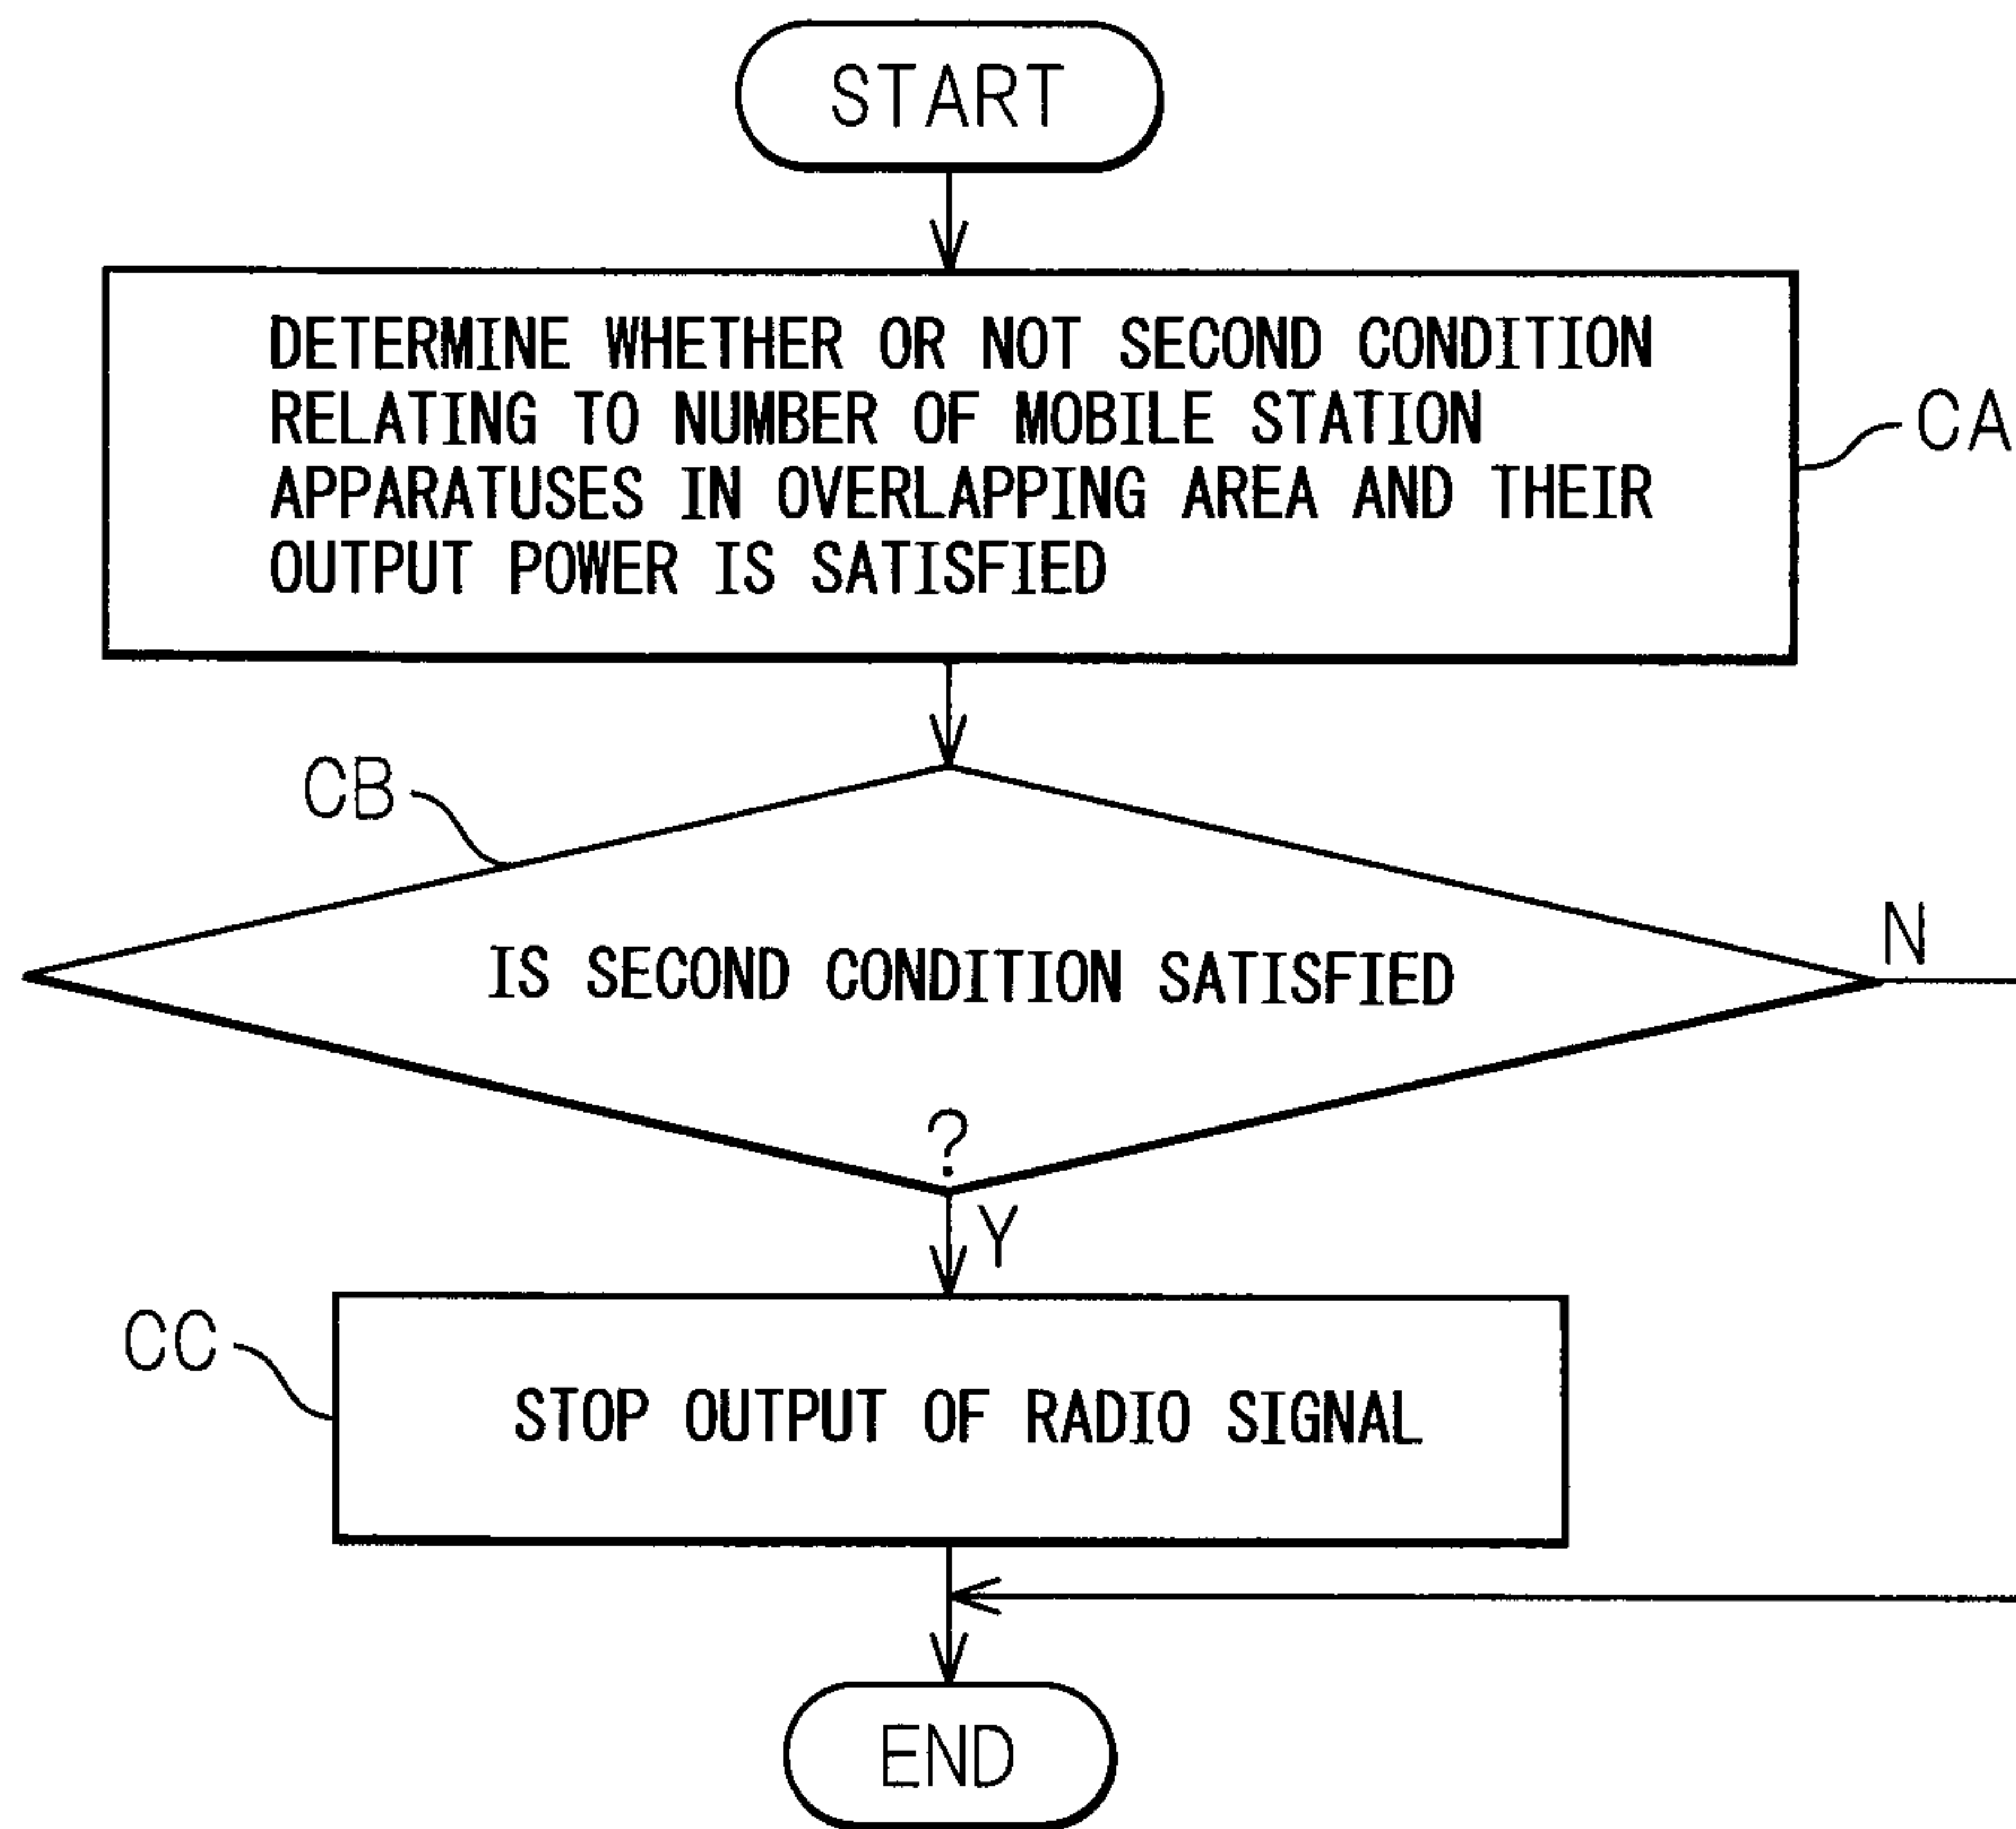 START
DETERMINE WHETHER OR NOT SECOND CONDITION
RELATING TO NUMBER OF MOBILE STATION
APPARATUSES IN OVERLAPPING AREA AND THEIR
OUTPUT POWER IS SATISFIED
CA
CB
IS SECOND CONDITION SATISFIED
N
?
Y
CC
STOP OUTPUT OF RADIO SIGNAL
END